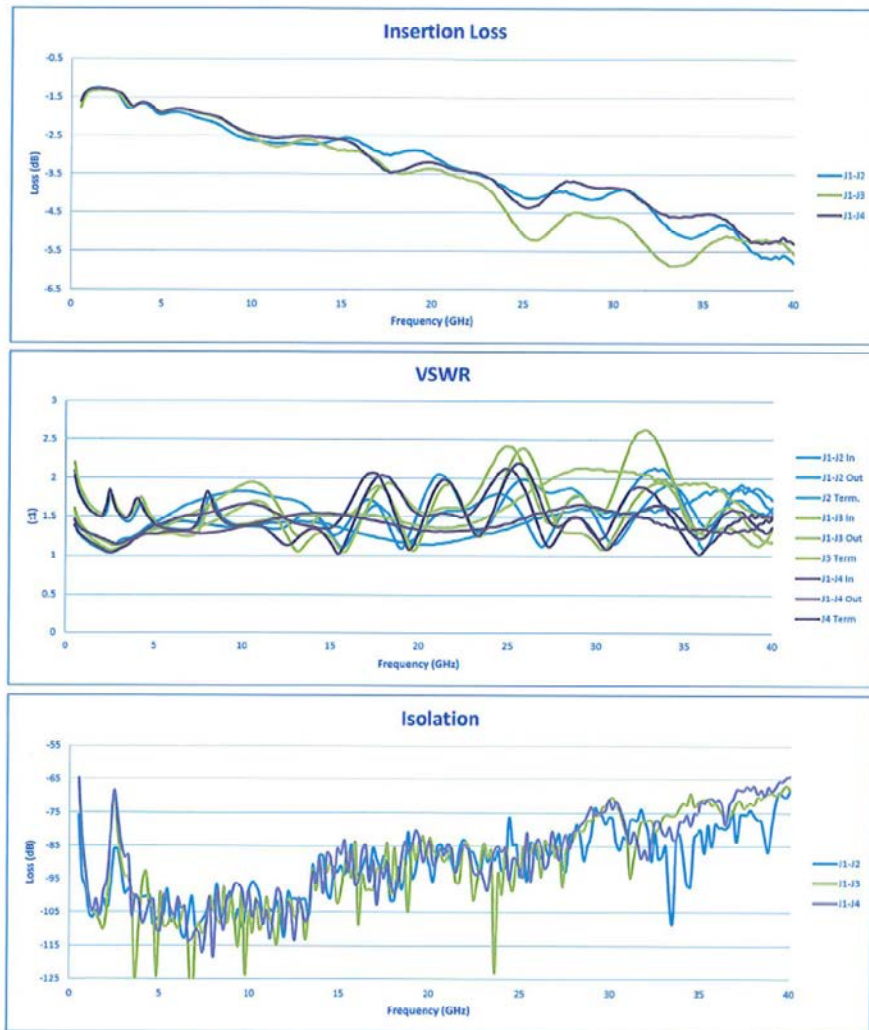 Insertion Loss
-0.5
-1.5
-2.5
-3.5
-4.5
-5.5
-6.5
Loss (dB)
0 5 10 15 20 25 30 35 40
Frequency (GHz)
J1-J2
J1-J3
J1-J4
VSWR
3
2.5
2
1.5
1
0.5
0
(:1)
0 5 10 15 20 25 30 35 40
Frequency (GHz)
J1-J2 In
J1-J2 Out
J2 Term.
J1-J3 In
J1-J3 Out
J3 Term
J1-J4 In
J1-J4 Out
J4 Term
Isolation
-55
-65
-75
-85
-95
-105
-115
-125
Loss (dB)
0 5 10 15 20 25 30 35 40
Frequency (GHz)
J1-J2
J1-J3
J1-J4